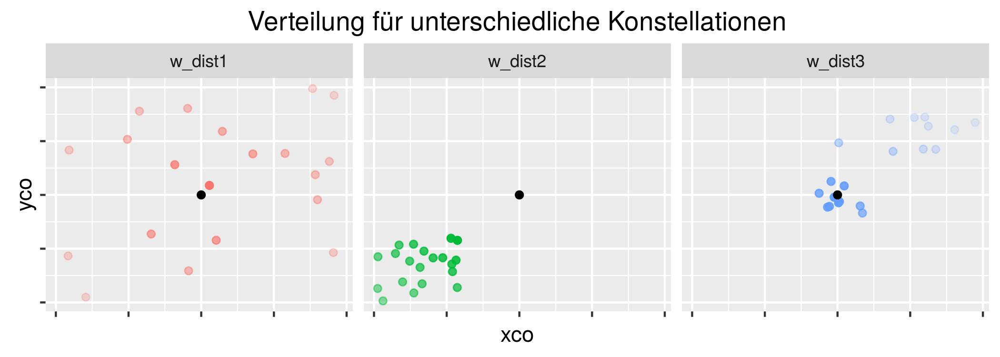 Verteilung für unterschiedliche Konstellationen
w_dist1
w_dist2
w_dist3
yco
xco